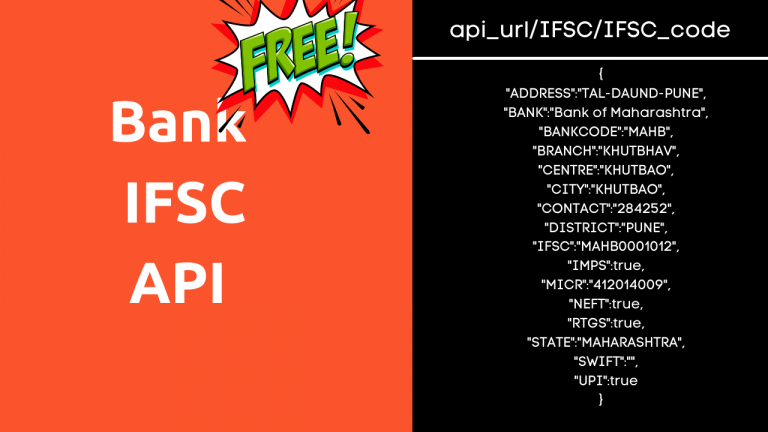 FREE!
Bank
IFSC
API
api_url/IFSC/IFSC_code
{
"ADDRESS":"TAL-DAUND-PUNE",
"BANK":"Bank of Maharashtra",
"BANKCODE":"MAHB",
"BRANCH":"KHUTBHAV",
"CENTRE":"KHUTBAO",
"CITY":"KHUTBAO",
"CONTACT":"284252",
"DISTRICT":"PUNE",
"IFSC":"MAHB0001012",
"IMPS":true,
"MICR":"412014009",
"NEFT":true,
"RTGS":true,
"STATE":"MAHARASHTRA",
"SWIFT":"",
"UPI":true
}